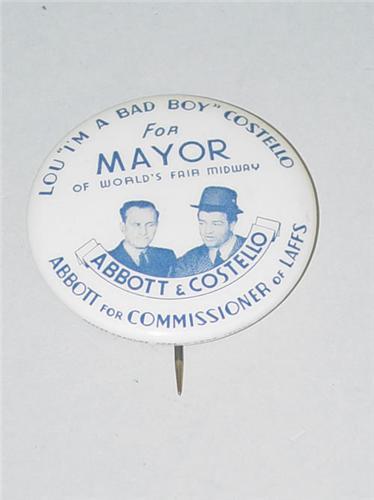 LOU "I'M A BAD BOY" COSTELLO
FOR
MAYOR
OF WORLD'S FAIR MIDWAY
ABBOTT & COSTELLO
ABBOTT FOR COMMISSIONER OF LAFFS